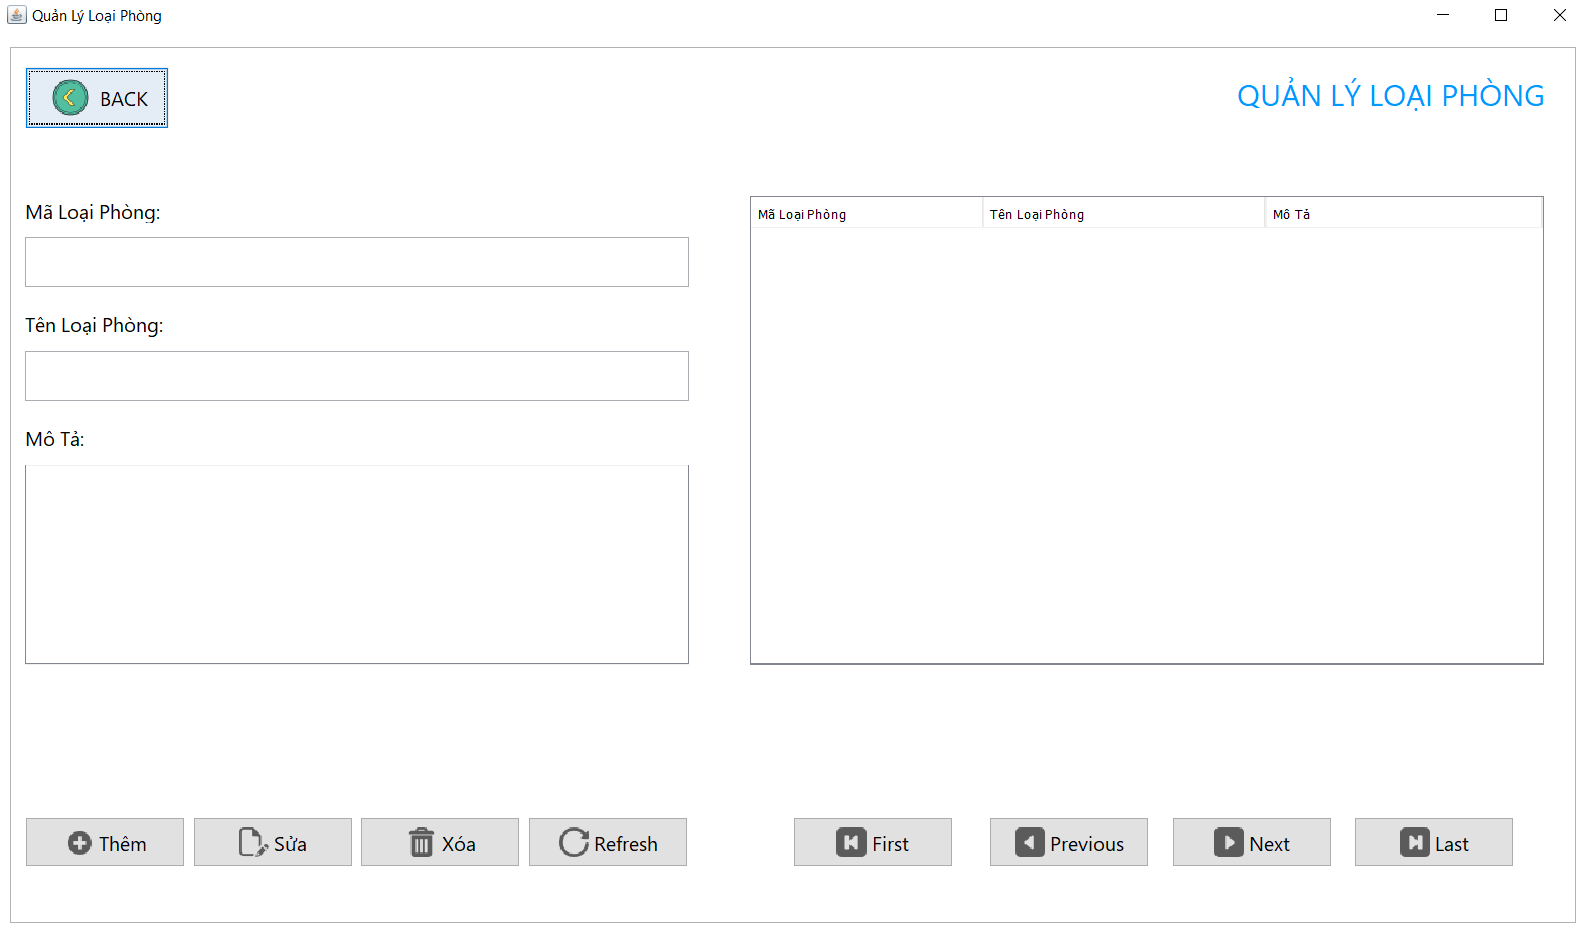 Quản Lý Loại Phòng
BACK
QUẢN LÝ LOẠI PHÒNG
Mã Loại Phòng:
Tên Loại Phòng:
Mô Tả:
Mã Loại Phòng Tên Loại Phòng Mô Tả
Thêm Sửa Xóa Refresh First Previous Next Last